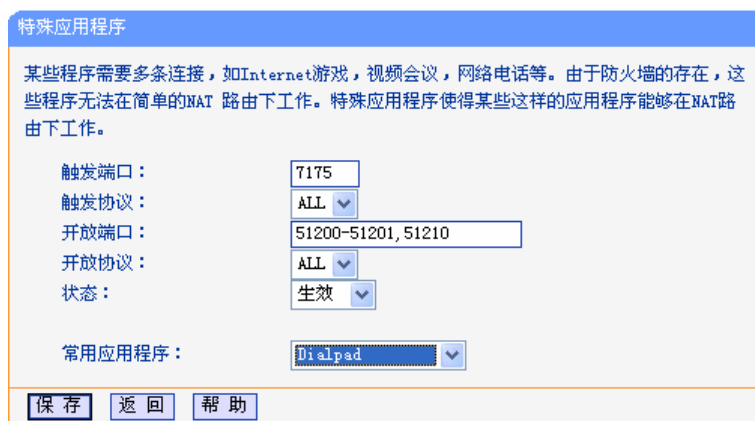 特殊应用程序
某些程序需要多条连接，如Internet游戏，视频会议，网络电话等。由于防火墙的存在，这
些程序无法在简单的NAT 路由下工作。特殊应用程序使得某些这样的应用程序能够在NAT路
由下工作。
触发端口： 7175
触发协议： ALL
开放端口： 51200-51201,51210
开放协议： ALL
状态： 生效
常用应用程序： Dialpad
保 存 返 回 帮 助